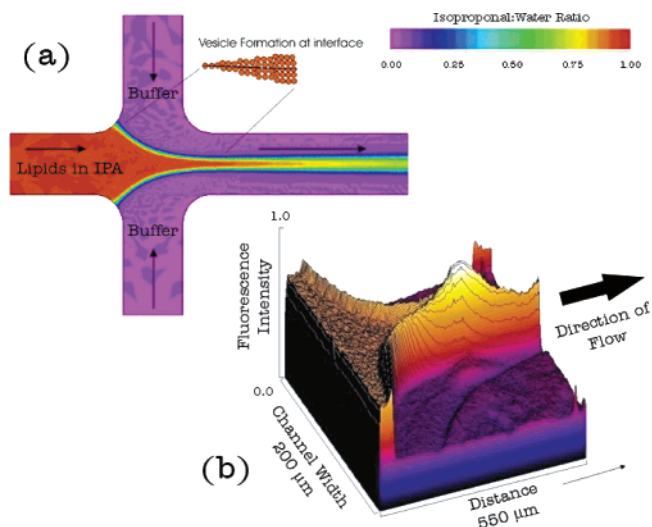 (a)
Vesicle Formation at interface
Isoproponal:Water Ratio
0.00 0.25 0.50 0.75 1.00
Buffer
Lipids in IPA
Buffer
1.0
Fluorescence
Intensity
0.0
Channel Width
200 µm
Direction of
Flow
(b)
Distance
550 µm